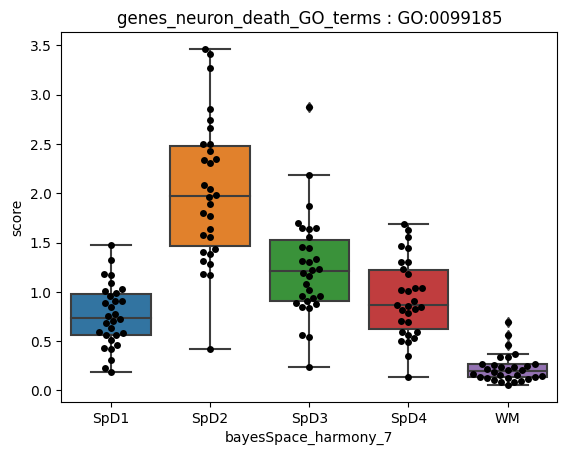 genes_neuron_death_GO_terms : GO:0099185
3.5
3.0
2.5
2.0
1.5
1.0
0.5
0.0
score
SpD1 SpD2 SpD3 SpD4 WM
bayesSpace_harmony_7